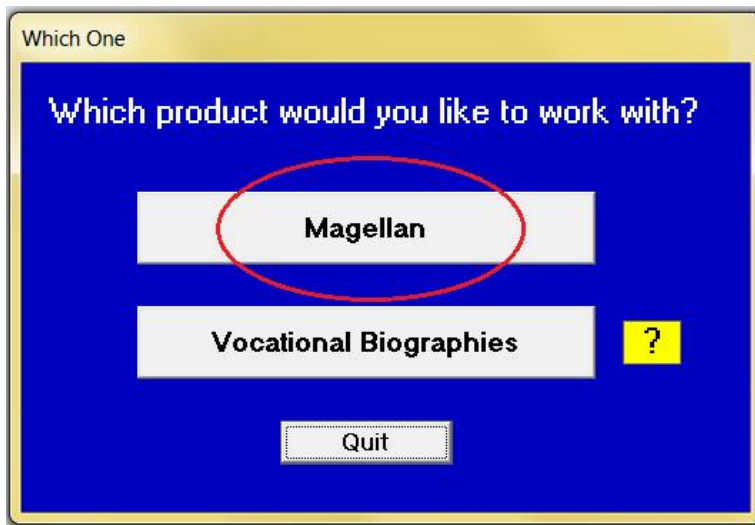 Which One
Which product would you like to work with?
Magellan
Vocational Biographies
?
Quit